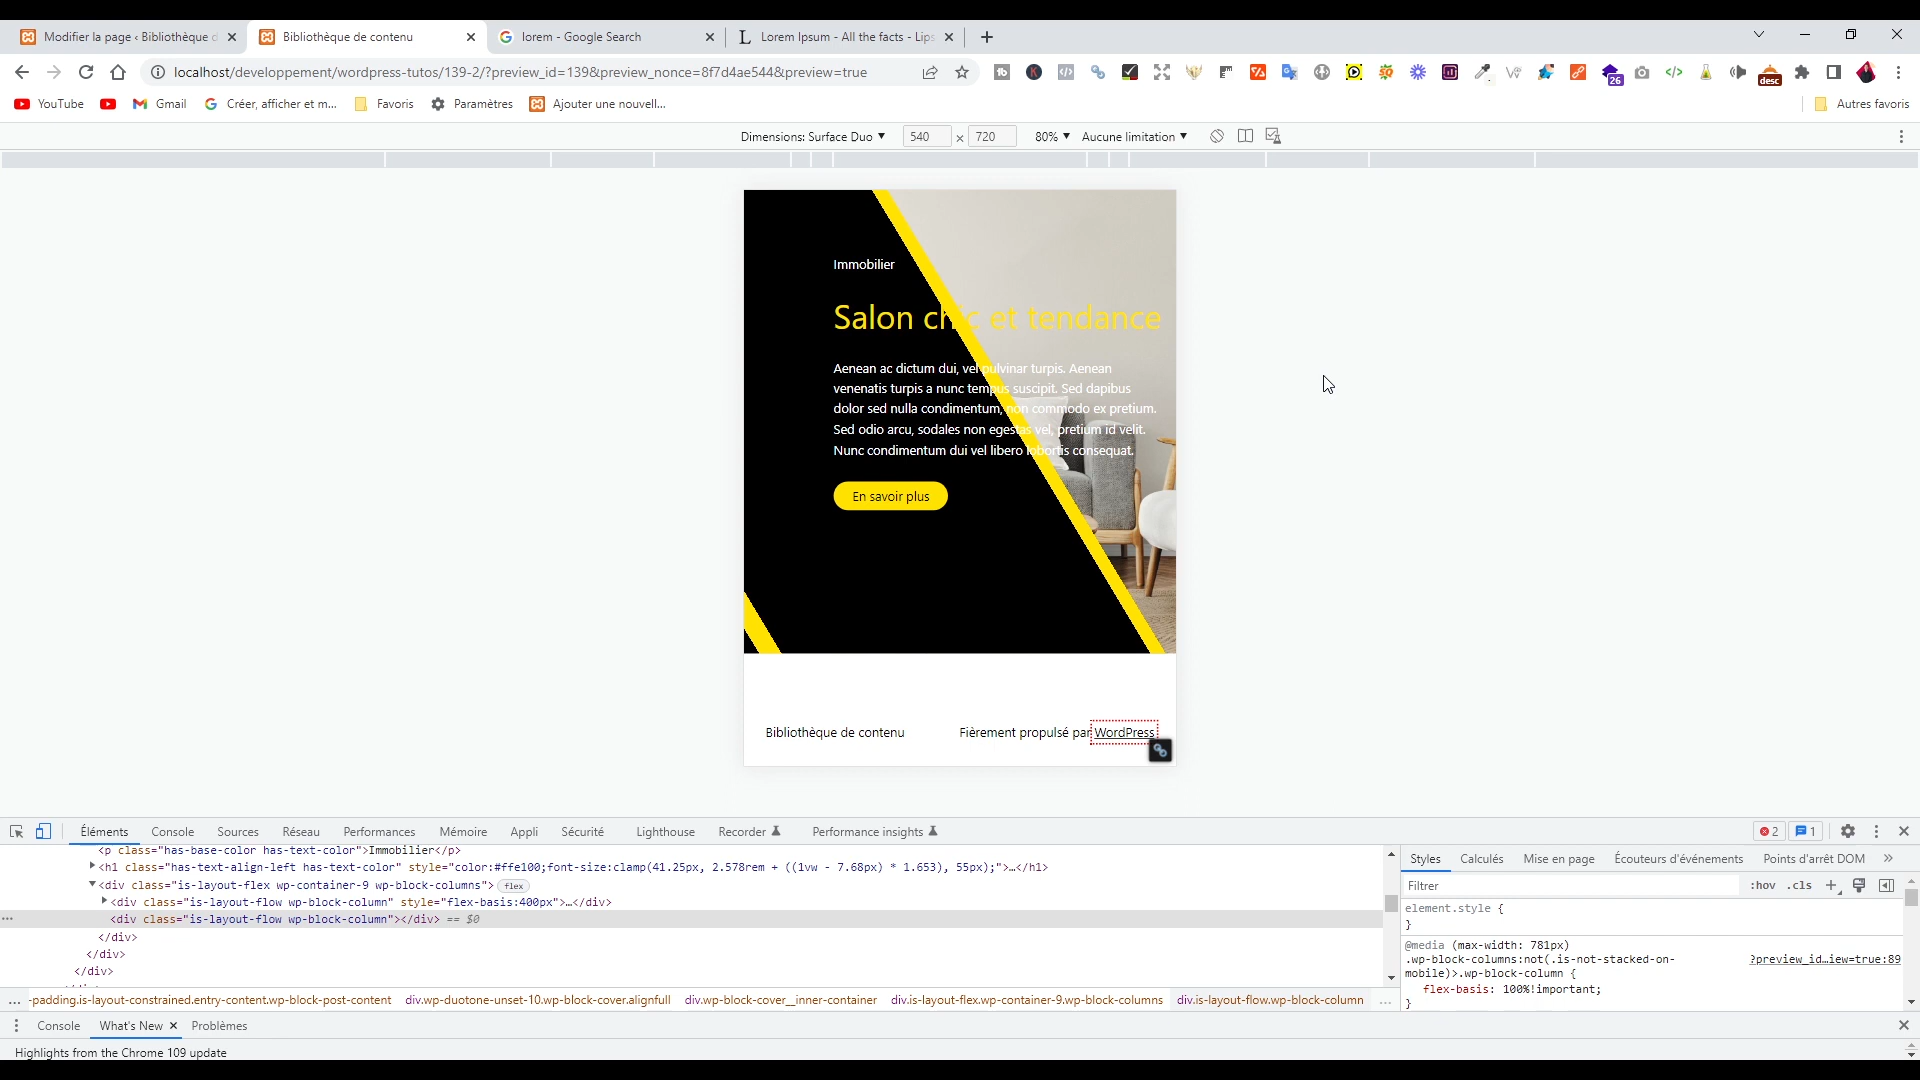 Modifier la page ‹ Bibliothèque d
Bibliothèque de contenu
lorem - Google Search
Lorem Ipsum - All the facts - Lips
localhost/developpement/wordpress-tutos/139-2/?preview_id=139&preview_nonce=8f7d4ae544&preview=true
26
desc
YouTube
Gmail
Créer, afficher et m...
Favoris
Paramètres
Ajouter une nouvell...
Autres favoris
Dimensions: Surface Duo
540 x 720
80%
Aucune limitation
Immobilier
Salon chic et tendance
Aenean ac dictum dui, vel pulvinar turpis. Aenean
venenatis turpis a nunc tempus suscipit. Sed dapibus
dolor sed nulla condimentum, non commodo ex pretium.
Sed odio arcu, sodales non egestas vel, pretium id velit.
Nunc condimentum dui vel libero lobortis consequat.
En savoir plus
Bibliothèque de contenu
Fièrement propulsé par WordPress
Éléments Console Sources Réseau Performances Mémoire Appli Sécurité Lighthouse Recorder Performance insights
2 1
<p class="has-base-color has-text-color">Immobilier</p>
<h1 class="has-text-align-left has-text-color" style="color:#ffe100;font-size:clamp(41.25px, 2.578rem + ((1vw - 7.68px) * 1.653), 55px);">…</h1>
<div class="is-layout-flex wp-container-9 wp-block-columns"> flex
<div class="is-layout-flow wp-block-column" style="flex-basis:400px">…</div>
<div class="is-layout-flow wp-block-column"></div> == $0
</div>
</div>
</div>
... -padding.is-layout-constrained.entry-content.wp-block-post-content div.wp-duotone-unset-10.wp-block-cover.alignfull div.wp-block-cover__inner-container div.is-layout-flex.wp-container-9.wp-block-columns div.is-layout-flow.wp-block-column ...
Styles Calculés Mise en page Écouteurs d'événements Points d'arrêt DOM »
Filtrer
:hov .cls
element.style {
}
@media (max-width: 781px)
.wp-block-columns:not(.is-not-stacked-on- ?preview_id…iew=true:89
mobile)>.wp-block-column {
flex-basis: 100%!important;
}
Console What's New Problèmes
Highlights from the Chrome 109 update